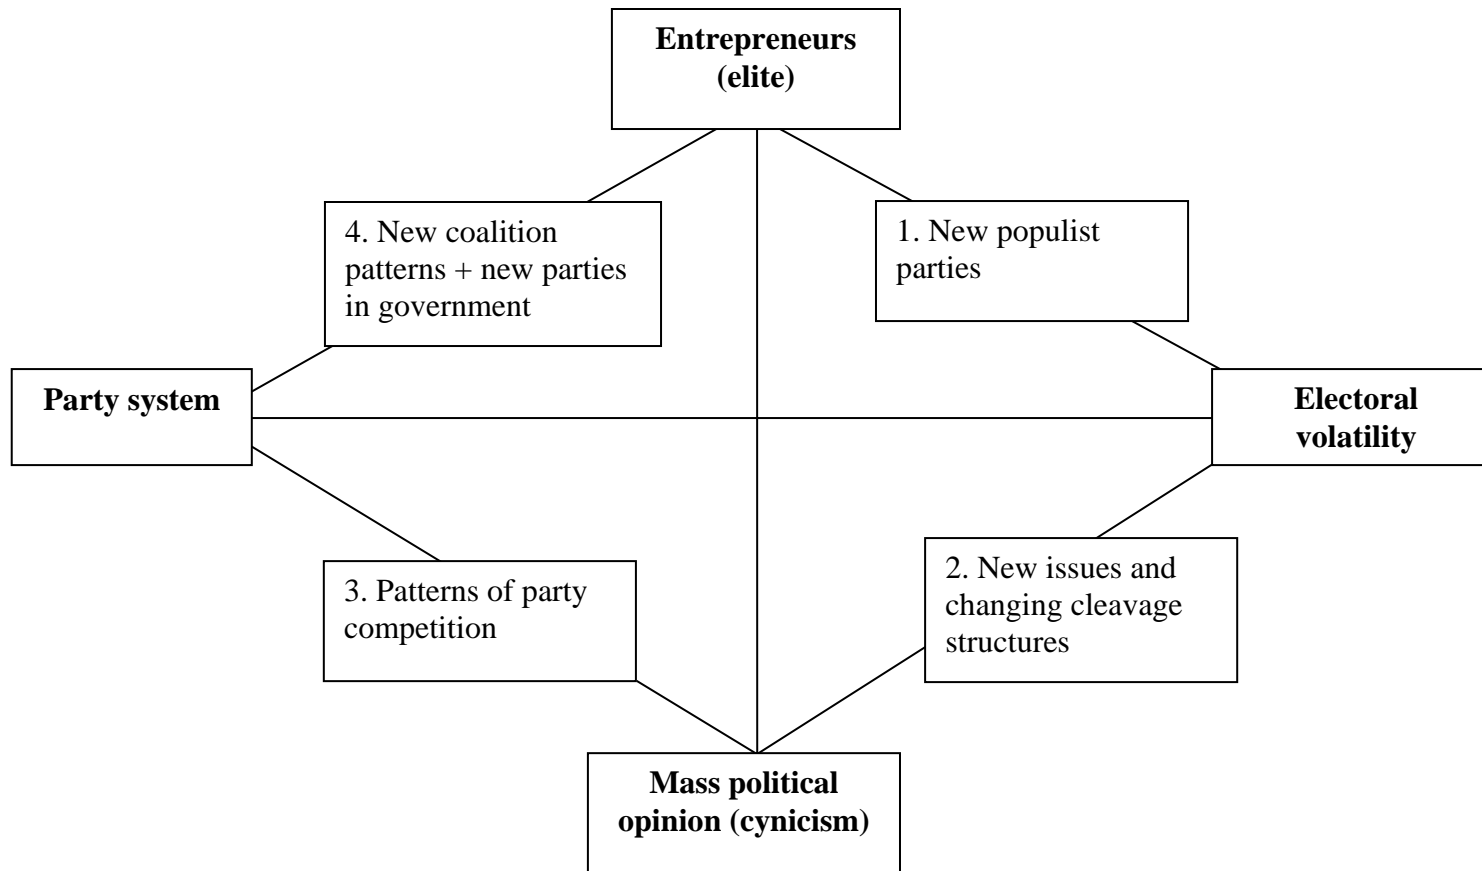 Entrepreneurs
(elite)
4. New coalition
patterns + new parties
in government
1. New populist
parties
Party system
Electoral
volatility
3. Patterns of party
competition
2. New issues and
changing cleavage
structures
Mass political
opinion (cynicism)